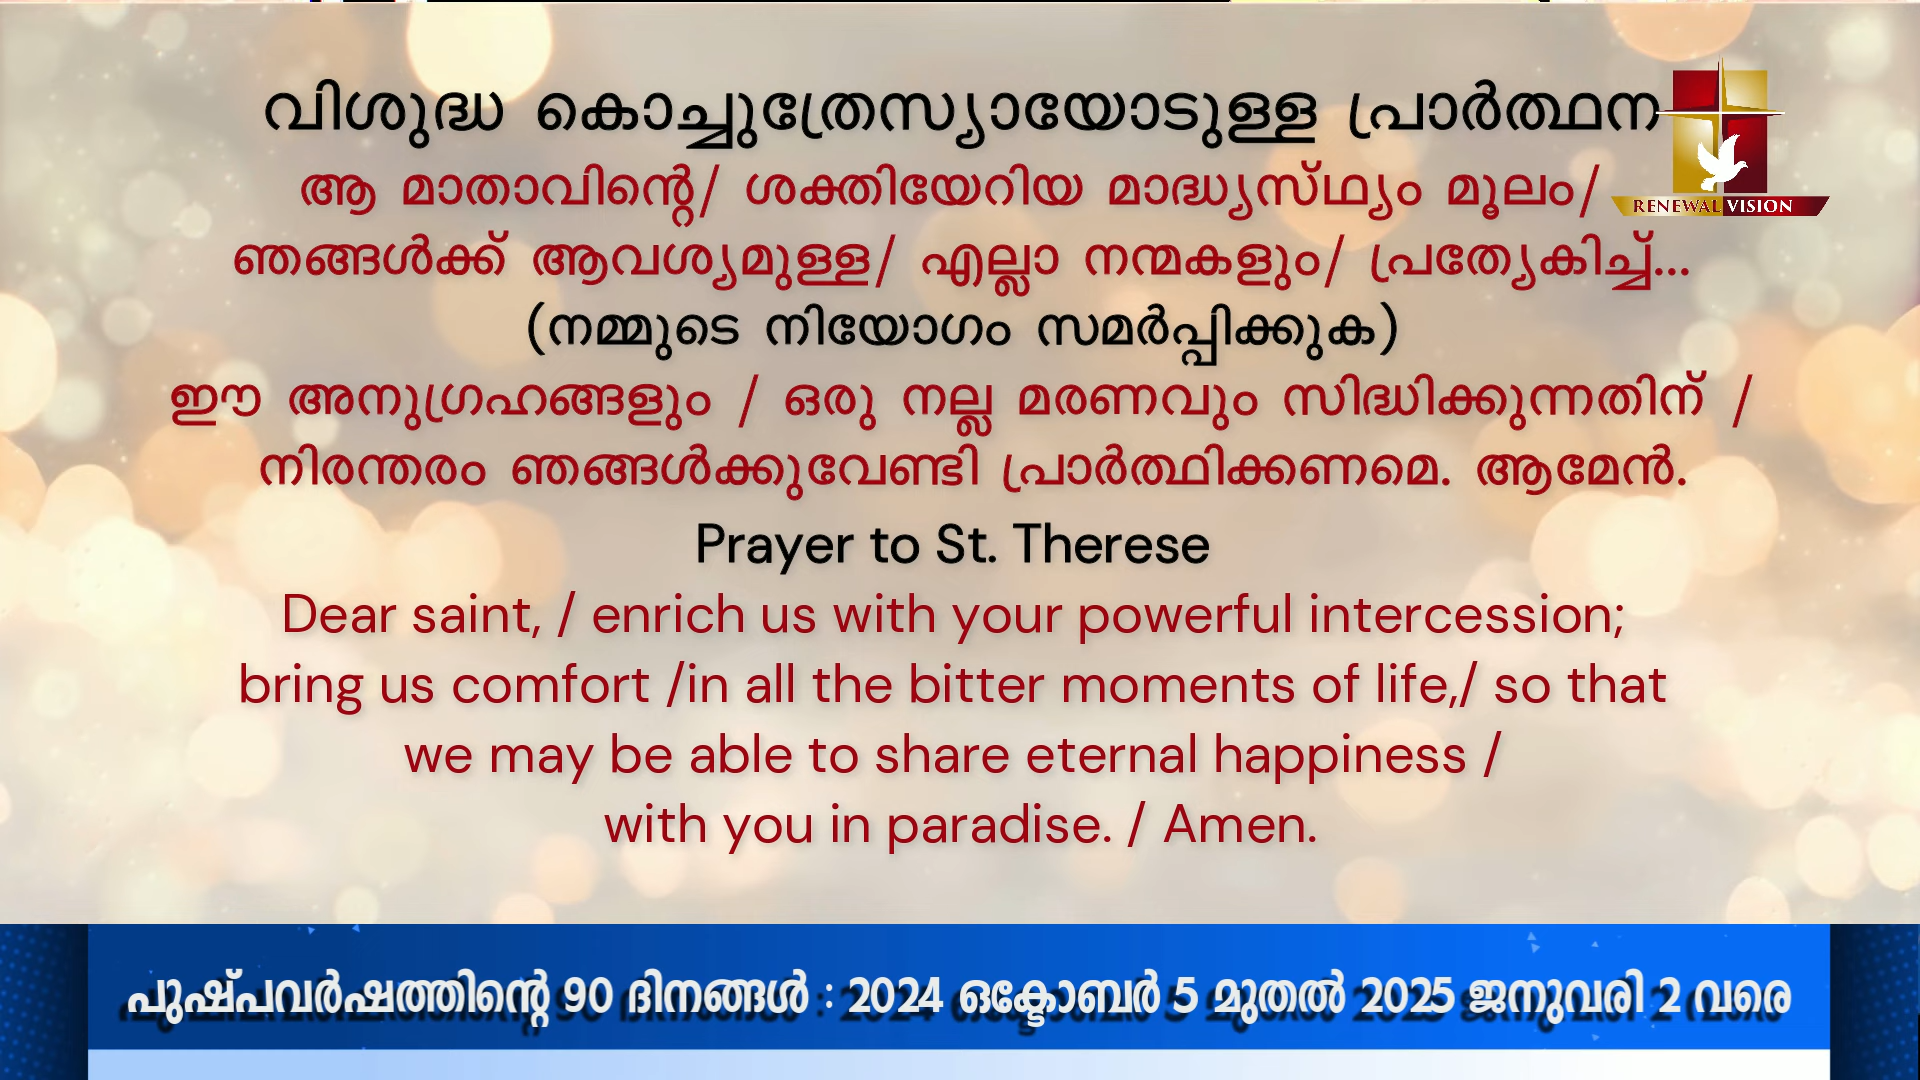 വിശുദ്ധ കൊച്ചുത്രേസ്യായോടുള്ള പ്രാർത്ഥന
ആ മാതാവിന്റെ/ ശക്തിയേറിയ മാദ്ധ്യസ്ഥ്യം മൂലം/
RENEWAL VISION
ഞങ്ങൾക്ക് ആവശ്യമുള്ള/ എല്ലാ നന്മകളും/ പ്രത്യേകിച്ച്...
(നമ്മുടെ നിയോഗം സമർപ്പിക്കുക)
ഈ അനുഗ്രഹങ്ങളും / ഒരു നല്ല മരണവും സിദ്ധിക്കുന്നതിന് /
നിരന്തരം ഞങ്ങൾക്കുവേണ്ടി പ്രാർത്ഥിക്കണമെ. ആമേൻ.
Prayer to St. Therese
Dear saint, / enrich us with your powerful intercession;
bring us comfort /in all the bitter moments of life,/ so that
we may be able to share eternal happiness /
with you in paradise. / Amen.
പുഷ്പവർഷത്തിന്റെ 90 ദിനങ്ങൾ : 2024 ഒക്ടോബർ 5 മുതൽ 2025 ജനുവരി 2 വരെ